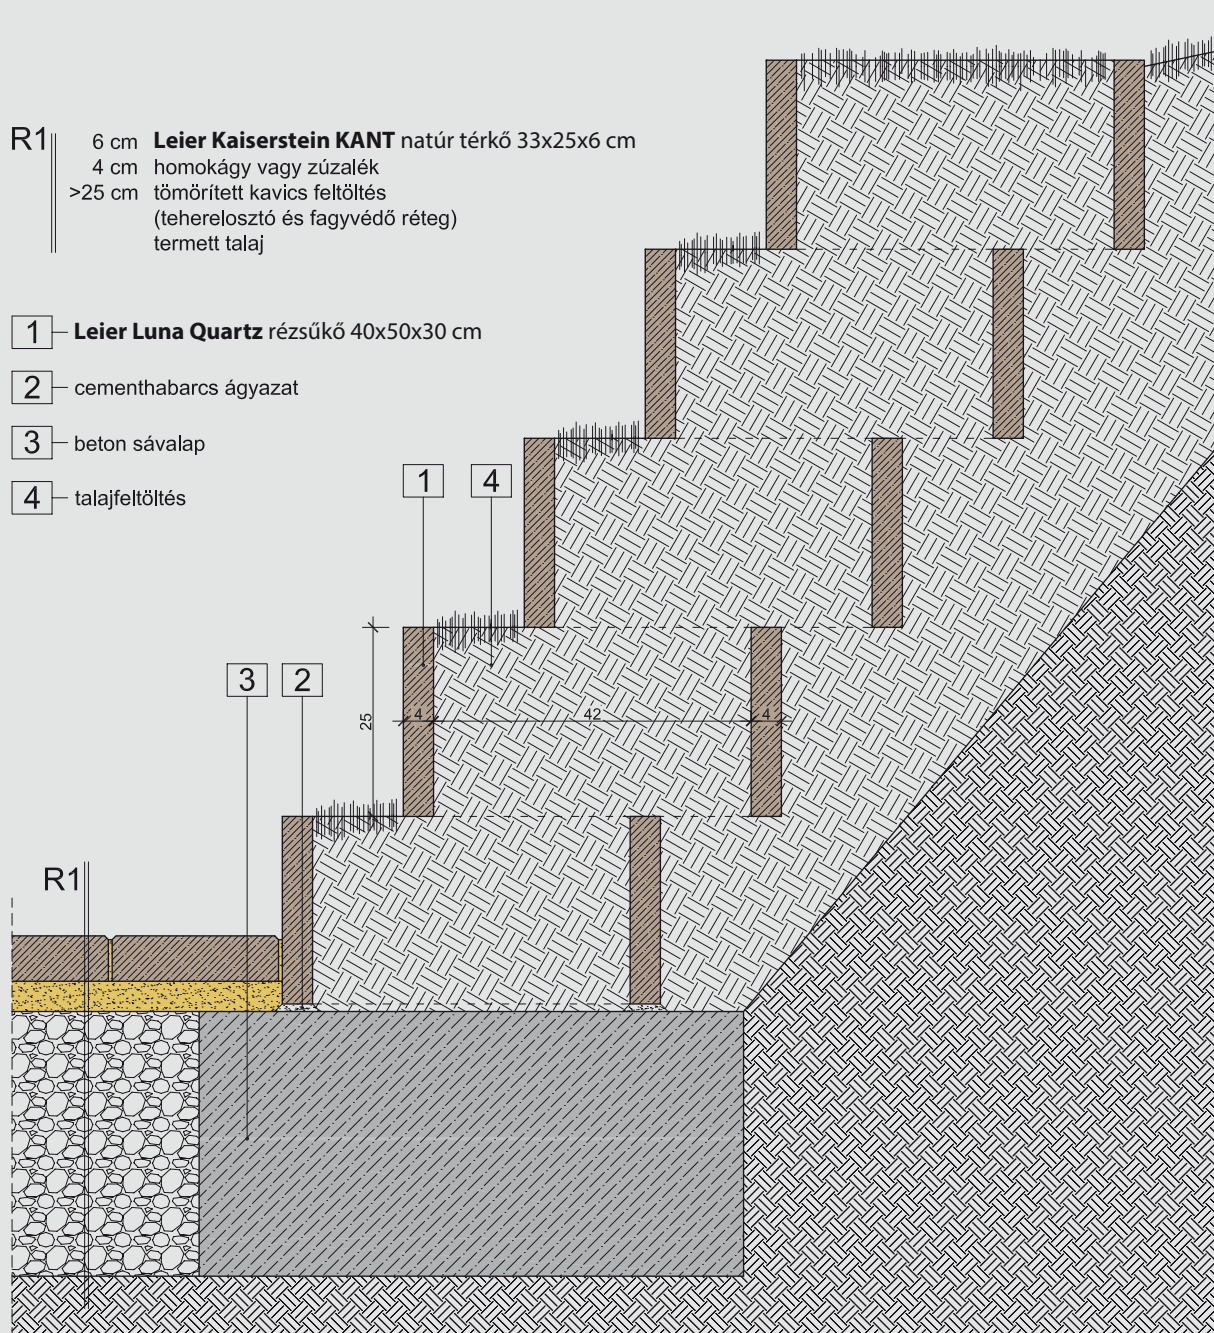 R1
6 cm Leier Kaiserstein KANT natúr térkő 33x25x6 cm
4 cm homokágy vagy zúzalék
>25 cm tömörített kavics feltöltés
(teherelosztó és fagyvédő réteg)
termett talaj
1 Leier Luna Quartz rézsűkő 40x50x30 cm
2 cementhabarcs ágyazat
3 beton sávalap
4 talajfeltöltés
1 4
3 2
25
4 42 4
R1